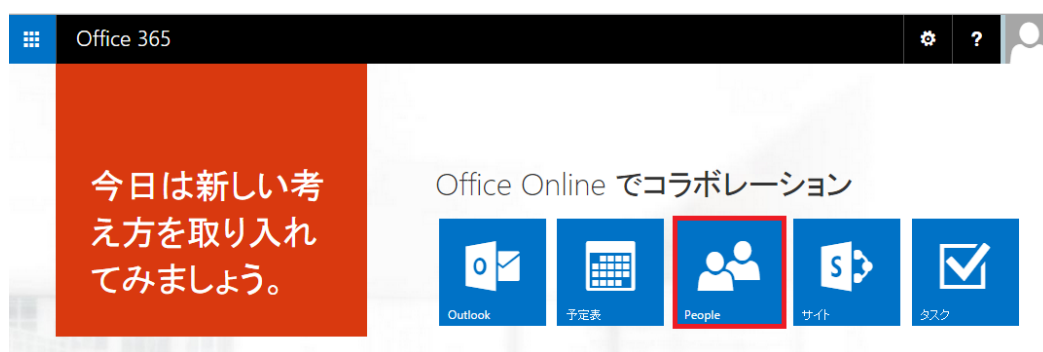 Office 365
?
今日は新しい考
え方を取り入れ
てみましょう。
Office Online でコラボレーション
Outlook
予定表
People
サイト
タスク